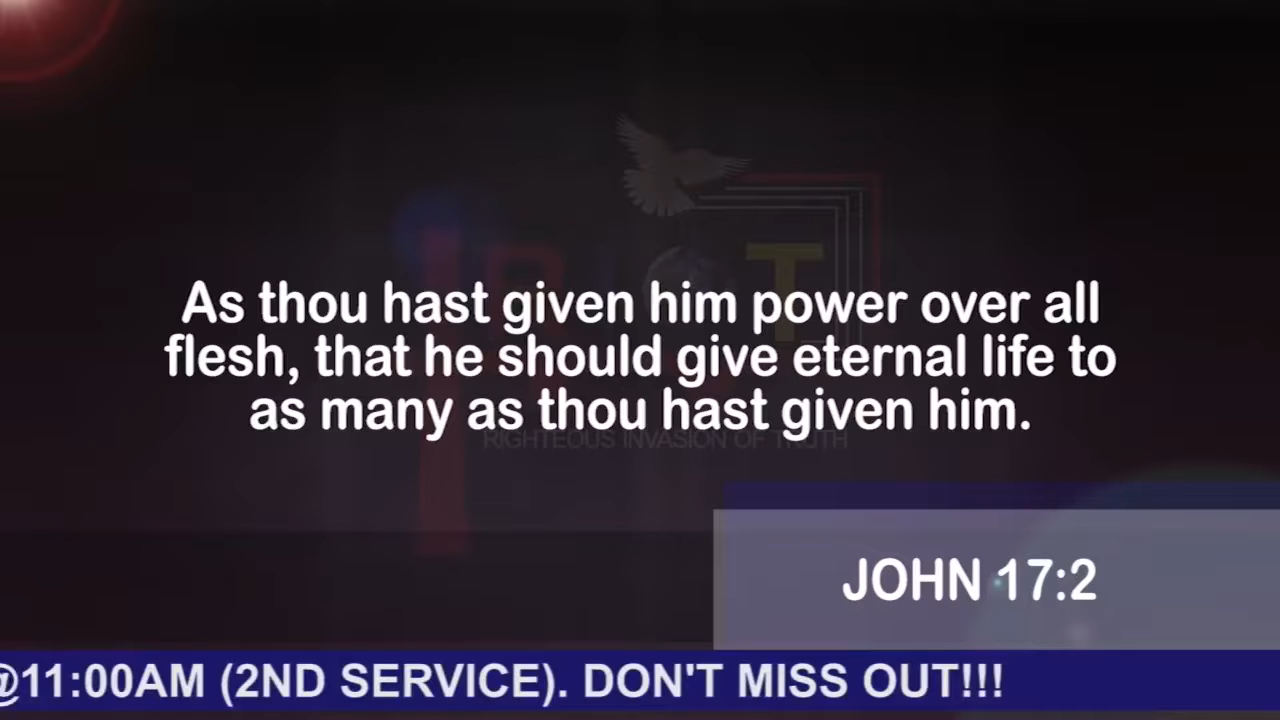 As thou hast given him power over all
flesh, that he should give eternal life to
as many as thou hast given him.
RIGHTEOUS INVASION OF TRUTH
JOHN 17:2
@11:00AM (2ND SERVICE). DON'T MISS OUT!!!